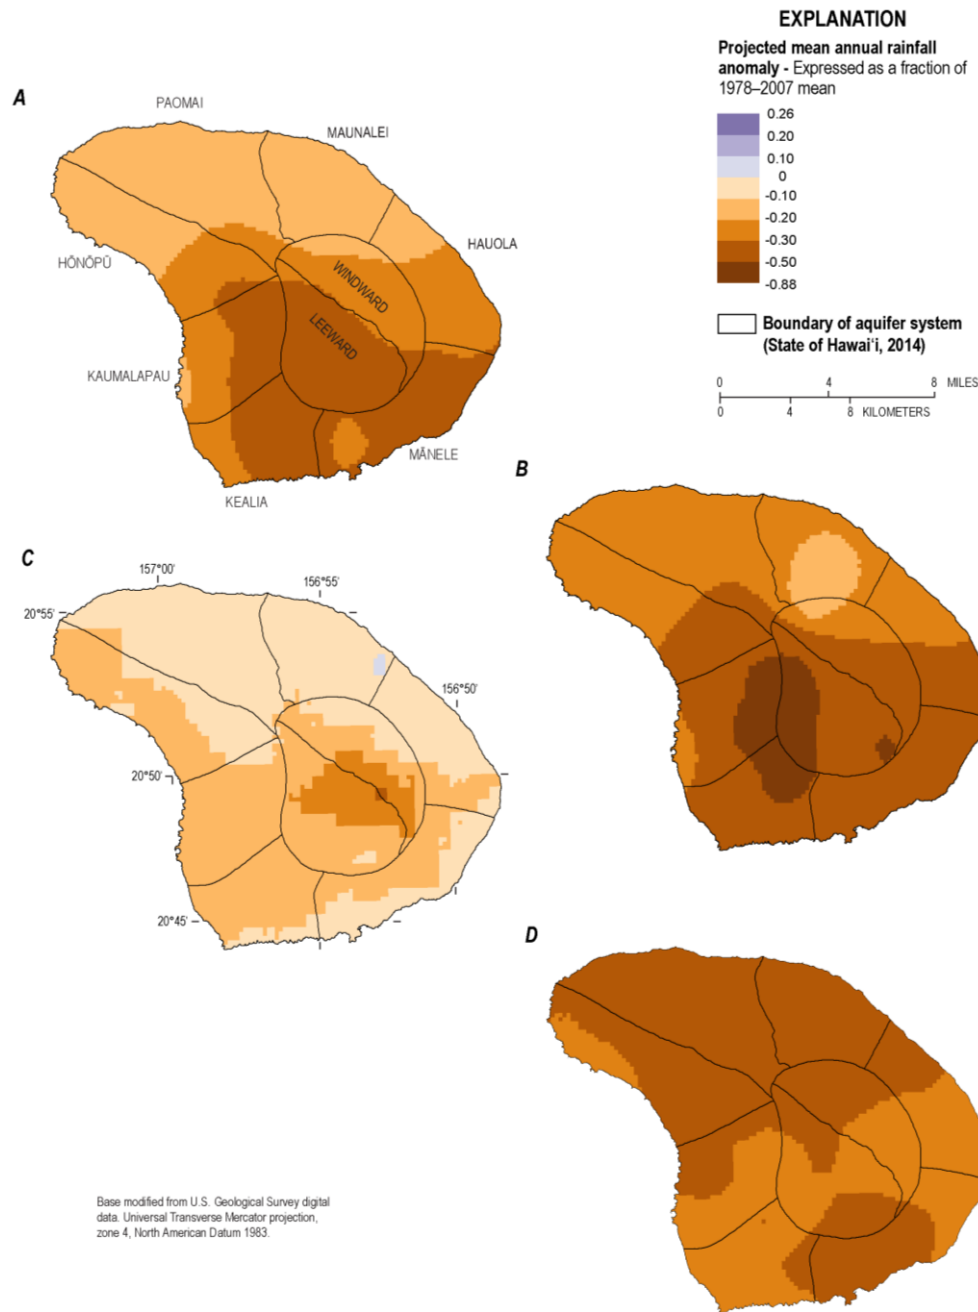 EXPLANATION
Projected mean annual rainfall
anomaly - Expressed as a fraction of
1978–2007 mean
0.26
0.20
0.10
0
-0.10
-0.20
-0.30
-0.50
-0.88
Boundary of aquifer system
(State of Hawaiʻi, 2014)
0 4 8 MILES
0 4 8 KILOMETERS
A
PAOMAI
MAUNALEI
HAUOLA
HŌNŌPŪ
WINDWARD
LEEWARD
KAUMALAPAU
MĀNELE
KEALIA
B
C
157°00'
156°55'
20°55'
156°50'
20°50'
20°45'
D
Base modified from U.S. Geological Survey digital
data. Universal Transverse Mercator projection,
zone 4, North American Datum 1983.